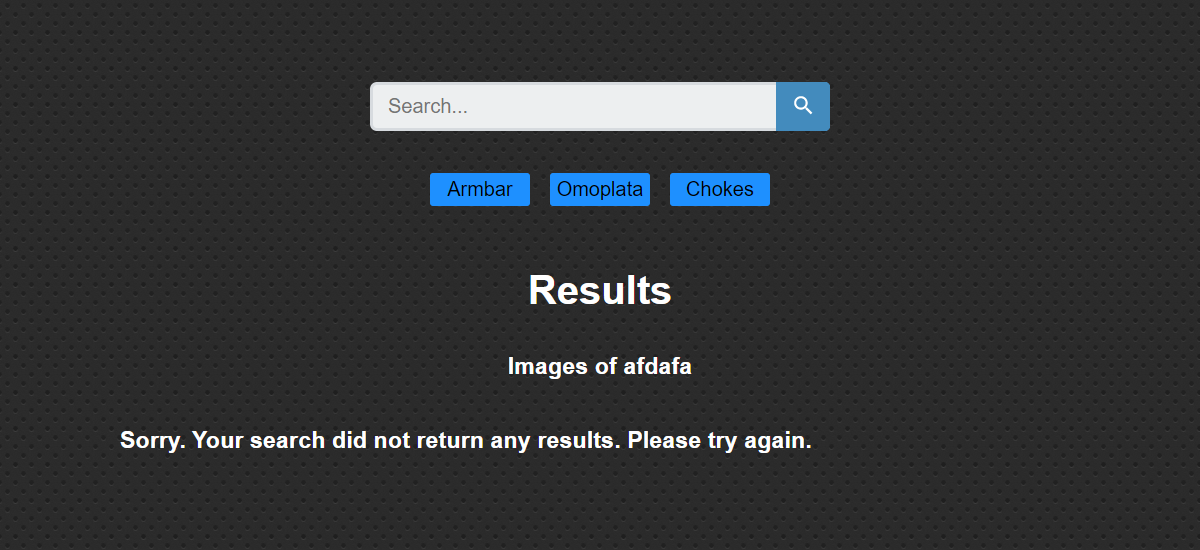 Search...
Armbar Omoplata Chokes
Results
Images of afdafa
Sorry. Your search did not return any results. Please try again.